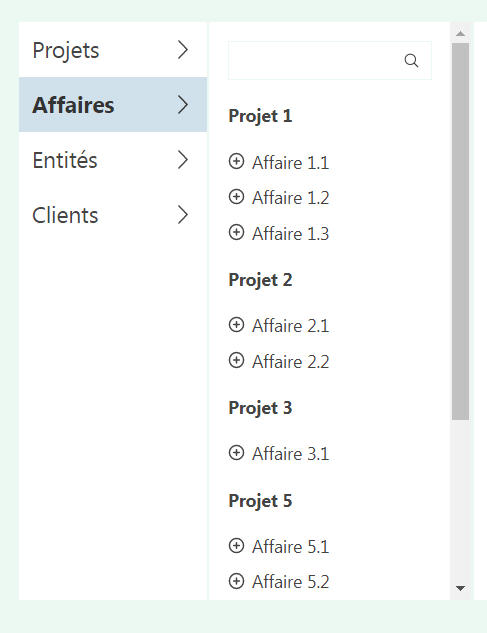 Projets
Affaires
Entités
Clients
Projet 1
Affaire 1.1
Affaire 1.2
Affaire 1.3
Projet 2
Affaire 2.1
Affaire 2.2
Projet 3
Affaire 3.1
Projet 5
Affaire 5.1
Affaire 5.2